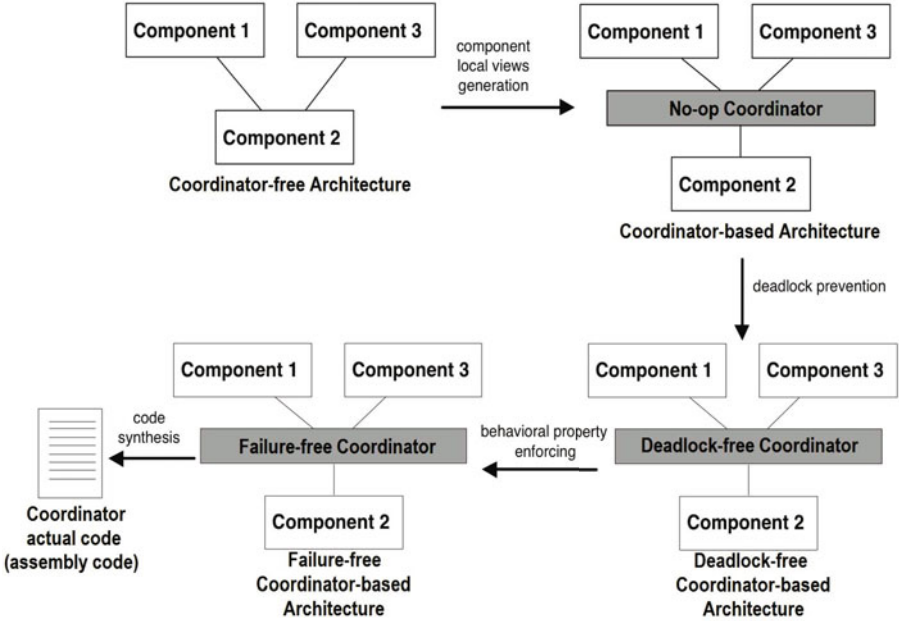 Component 1
Component 3
Component 2
Coordinator-free Architecture
component
local views
generation
Component 1
Component 3
No-op Coordinator
Component 2
Coordinator-based Architecture
deadlock prevention
Component 1
Component 3
Deadlock-free Coordinator
Component 2
Deadlock-free
Coordinator-based
Architecture
behavioral property
enforcing
Component 1
Component 3
Failure-free Coordinator
Component 2
Failure-free
Coordinator-based
Architecture
code
synthesis
Coordinator
actual code
(assembly code)